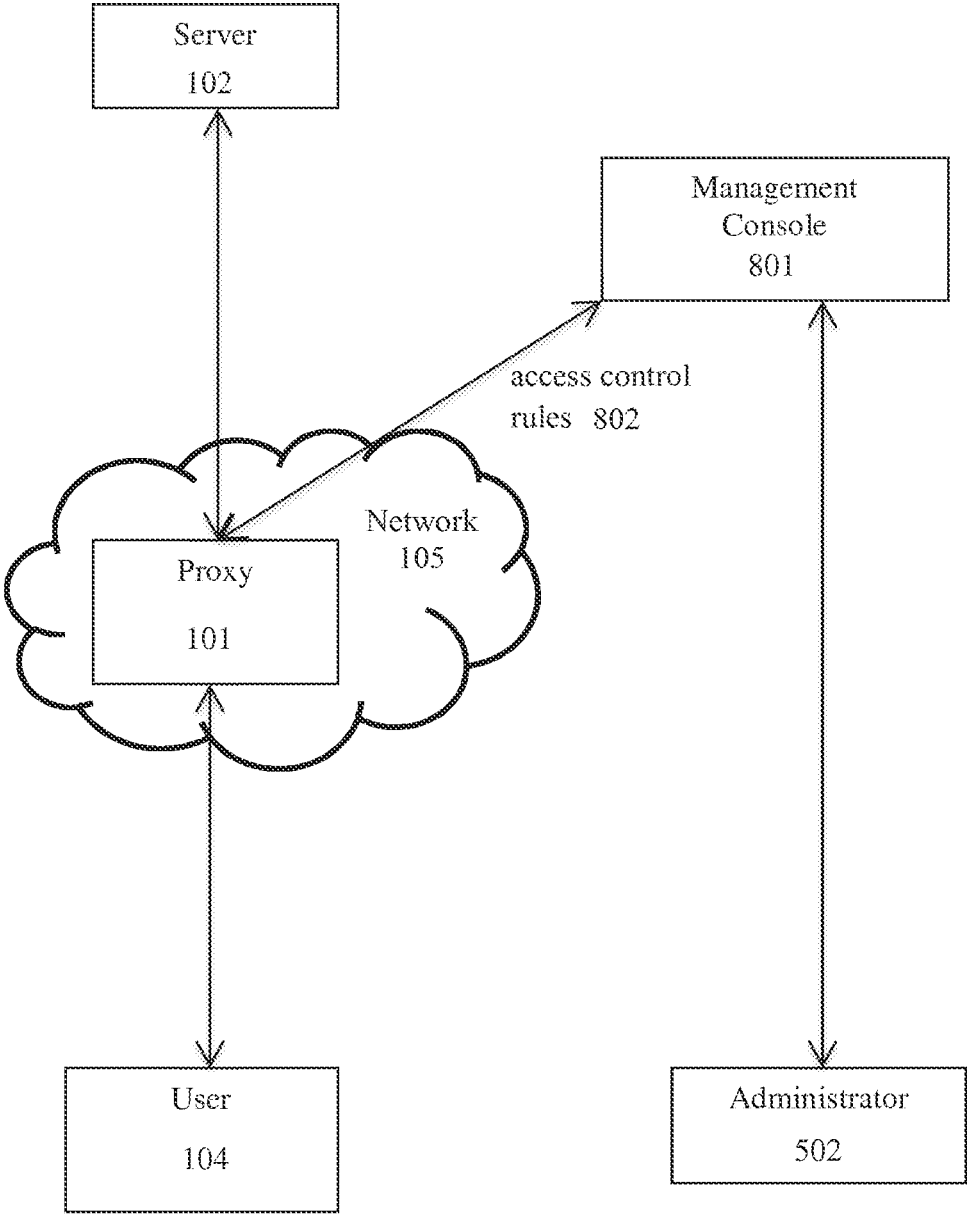 Server
102
Management
Console
801
access control
rules 802
Network
105
Proxy
101
User
104
Administrator
502